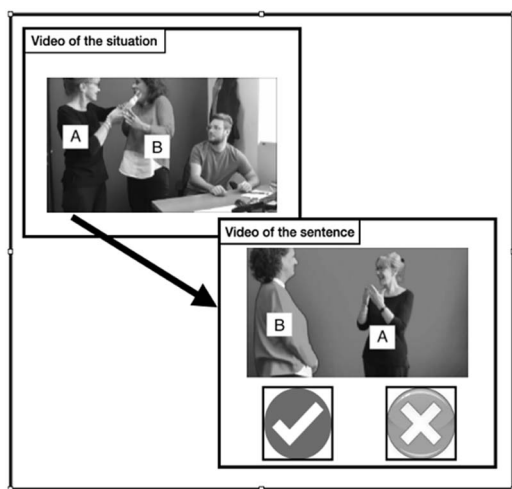 Video of the situation
A
B
Video of the sentence
B
A